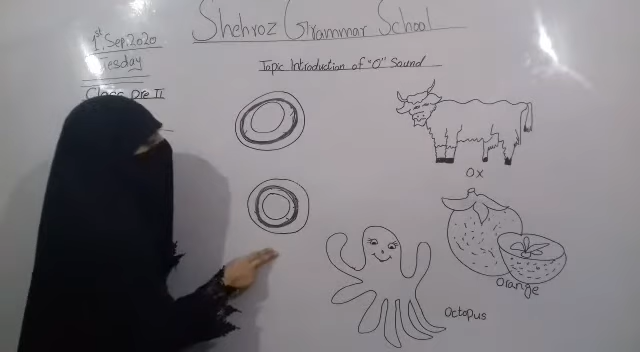 Shehroz Grammar School
1st Sep.2020
Tuesday
Topic Introduction of "O" Sound
Class Pre II
O
O
Ox
Orange
Octopus